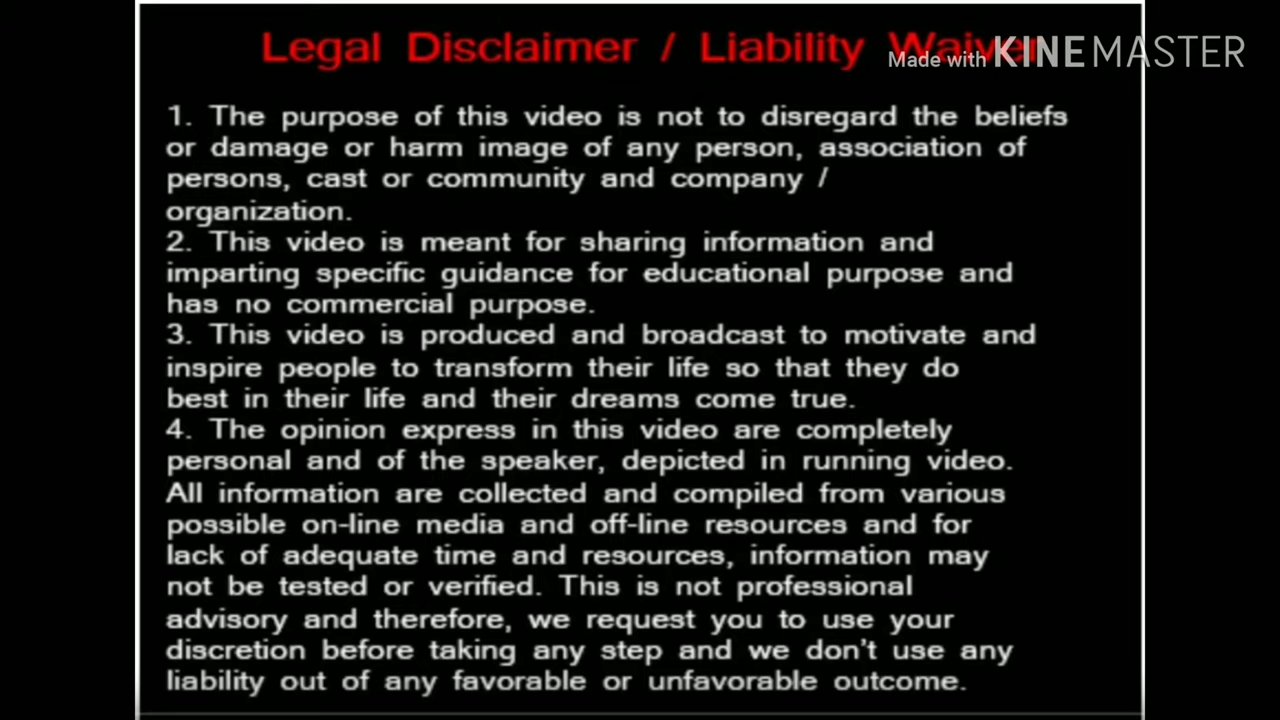 Legal Disclaimer / Liability Waiver
Made with KINEMASTER
1. The purpose of this video is not to disregard the beliefs
or damage or harm image of any person, association of
persons, cast or community and company /
organization.
2. This video is meant for sharing information and
imparting specific guidance for educational purpose and
has no commercial purpose.
3. This video is produced and broadcast to motivate and
inspire people to transform their life so that they do
best in their life and their dreams come true.
4. The opinion express in this video are completely
personal and of the speaker, depicted in running video.
All information are collected and compiled from various
possible on-line media and off-line resources and for
lack of adequate time and resources, information may
not be tested or verified. This is not professional
advisory and therefore, we request you to use your
discretion before taking any step and we don't use any
liability out of any favorable or unfavorable outcome.